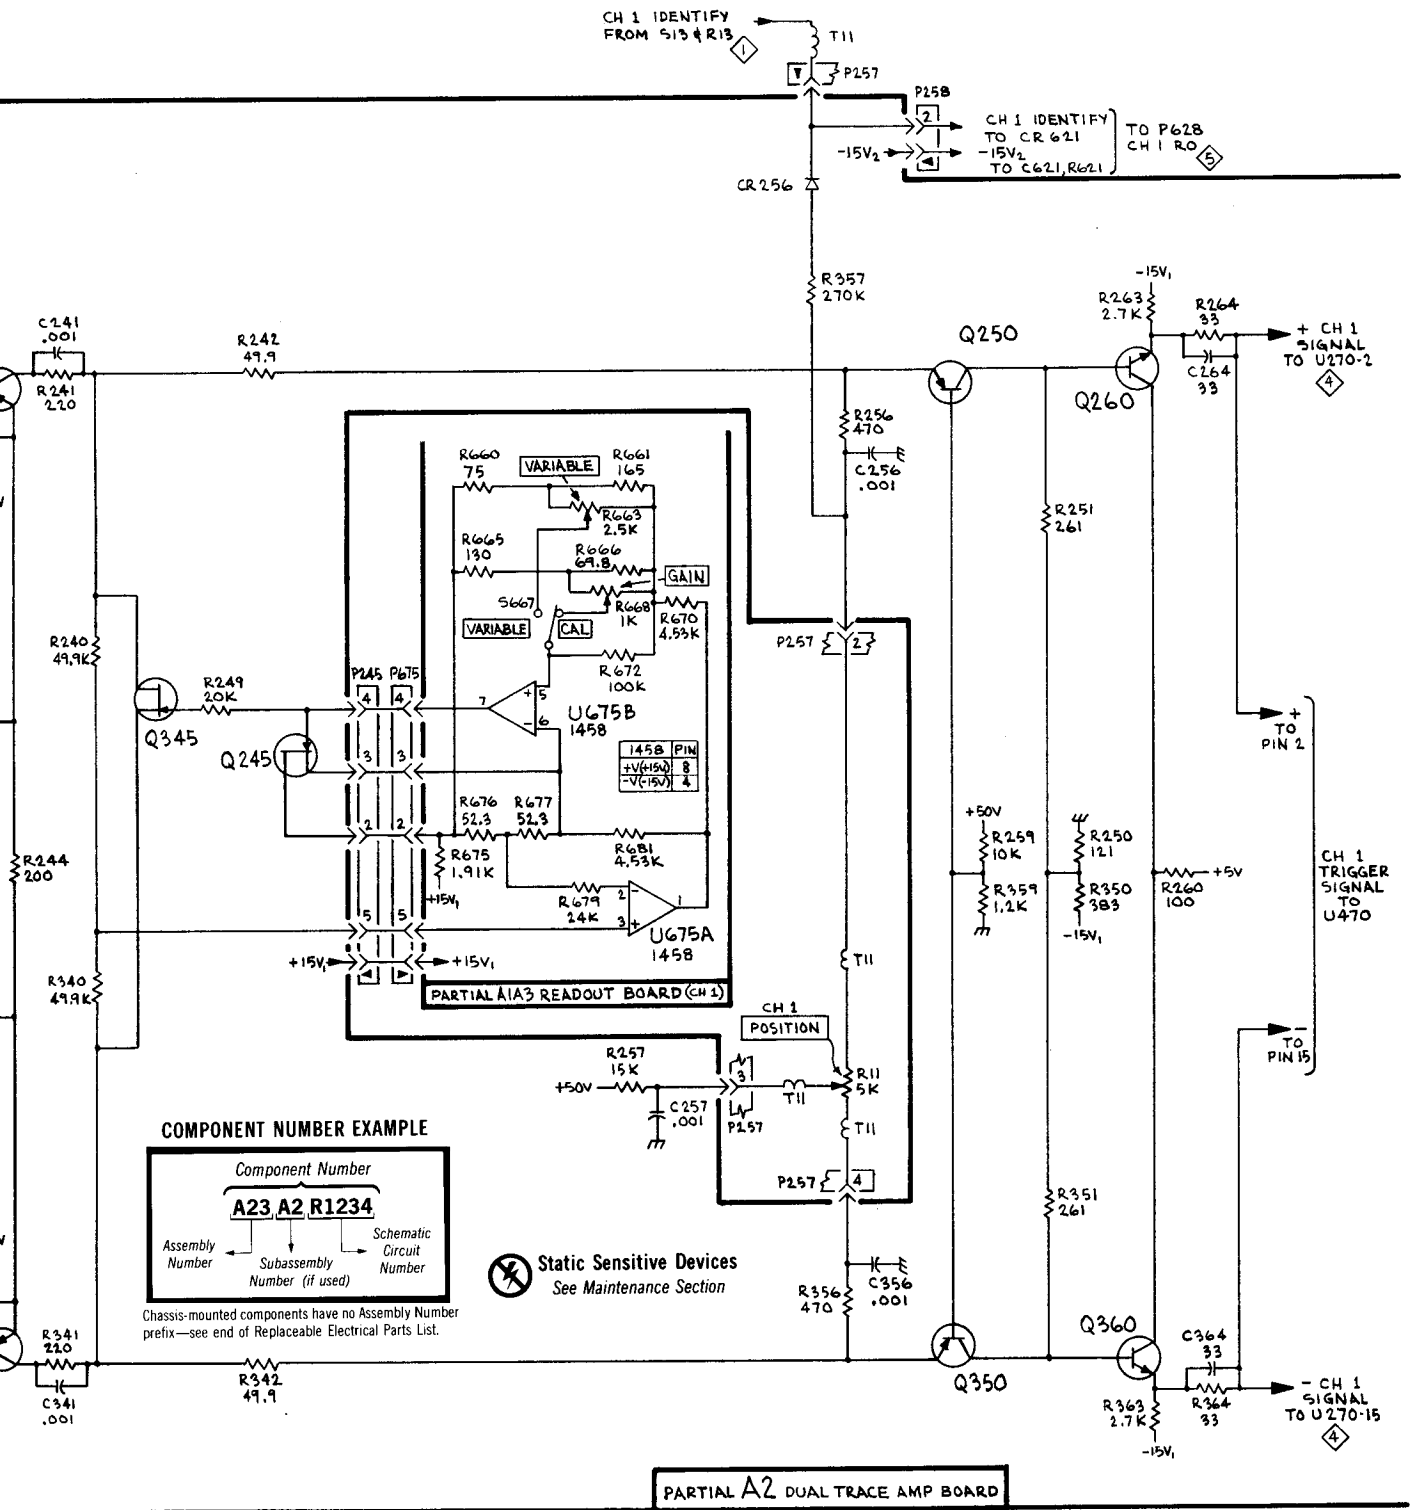 CH 1 IDENTIFY
FROM S13 & R13
1
T11
P257
P258
2
CH 1 IDENTIFY
TO CR621
-15V2
-15V2
TO C621, R621
TO P628
CH 1 RO
5
CR256
R357
270K
-15V1
R263
2.7K
R264
33
+ CH 1
SIGNAL
TO U270-2
4
C264
33
Q250
Q260
C241
.001
R241
220
R242
49.9
R256
470
C256
.001
R251
261
R660
75
VARIABLE
R661
165
R663
2.5K
R665
130
R666
69.8
GAIN
S667
R668
1K
R670
4.53K
VARIABLE
CAL
R672
100K
P257
2
R240
49.9K
R249
20K
P245
P675
4
4
7
+
5
-
6
U675B
1458
Q345
Q245
3
3
1458
PIN
+V(+15V)
8
-V(-15V)
4
+
TO
PIN 2
R676
52.3
R677
52.3
2
2
R675
1.91K
+15V1
R681
4.53K
R679
24K
2
-
3
+
1
U675A
1458
+50V
R259
10K
R359
1.2K
R250
121
R350
383
-15V1
R260
100
+5V
CH 1
TRIGGER
SIGNAL
TO
U470
R244
200
5
5
+15V1
+15V1
R340
49.9K
T11
PARTIAL A1A3 READOUT BOARD (CH 1)
CH 1
POSITION
-
TO
PIN 15
R257
15K
+50V
C257
.001
3
P257
T11
R11
5K
T11
P257
4
COMPONENT NUMBER EXAMPLE
Component Number
A23 A2 R1234
Assembly
Number
Subassembly
Number (if used)
Schematic
Circuit
Number
Chassis-mounted components have no Assembly Number
prefix—see end of Replaceable Electrical Parts List.
Static Sensitive Devices
See Maintenance Section
R351
261
R356
470
C356
.001
R341
220
C341
.001
R342
49.9
Q350
Q360
C364
33
R364
33
R363
2.7K
-15V1
- CH 1
SIGNAL
TO U270-15
4
PARTIAL A2 DUAL TRACE AMP BOARD